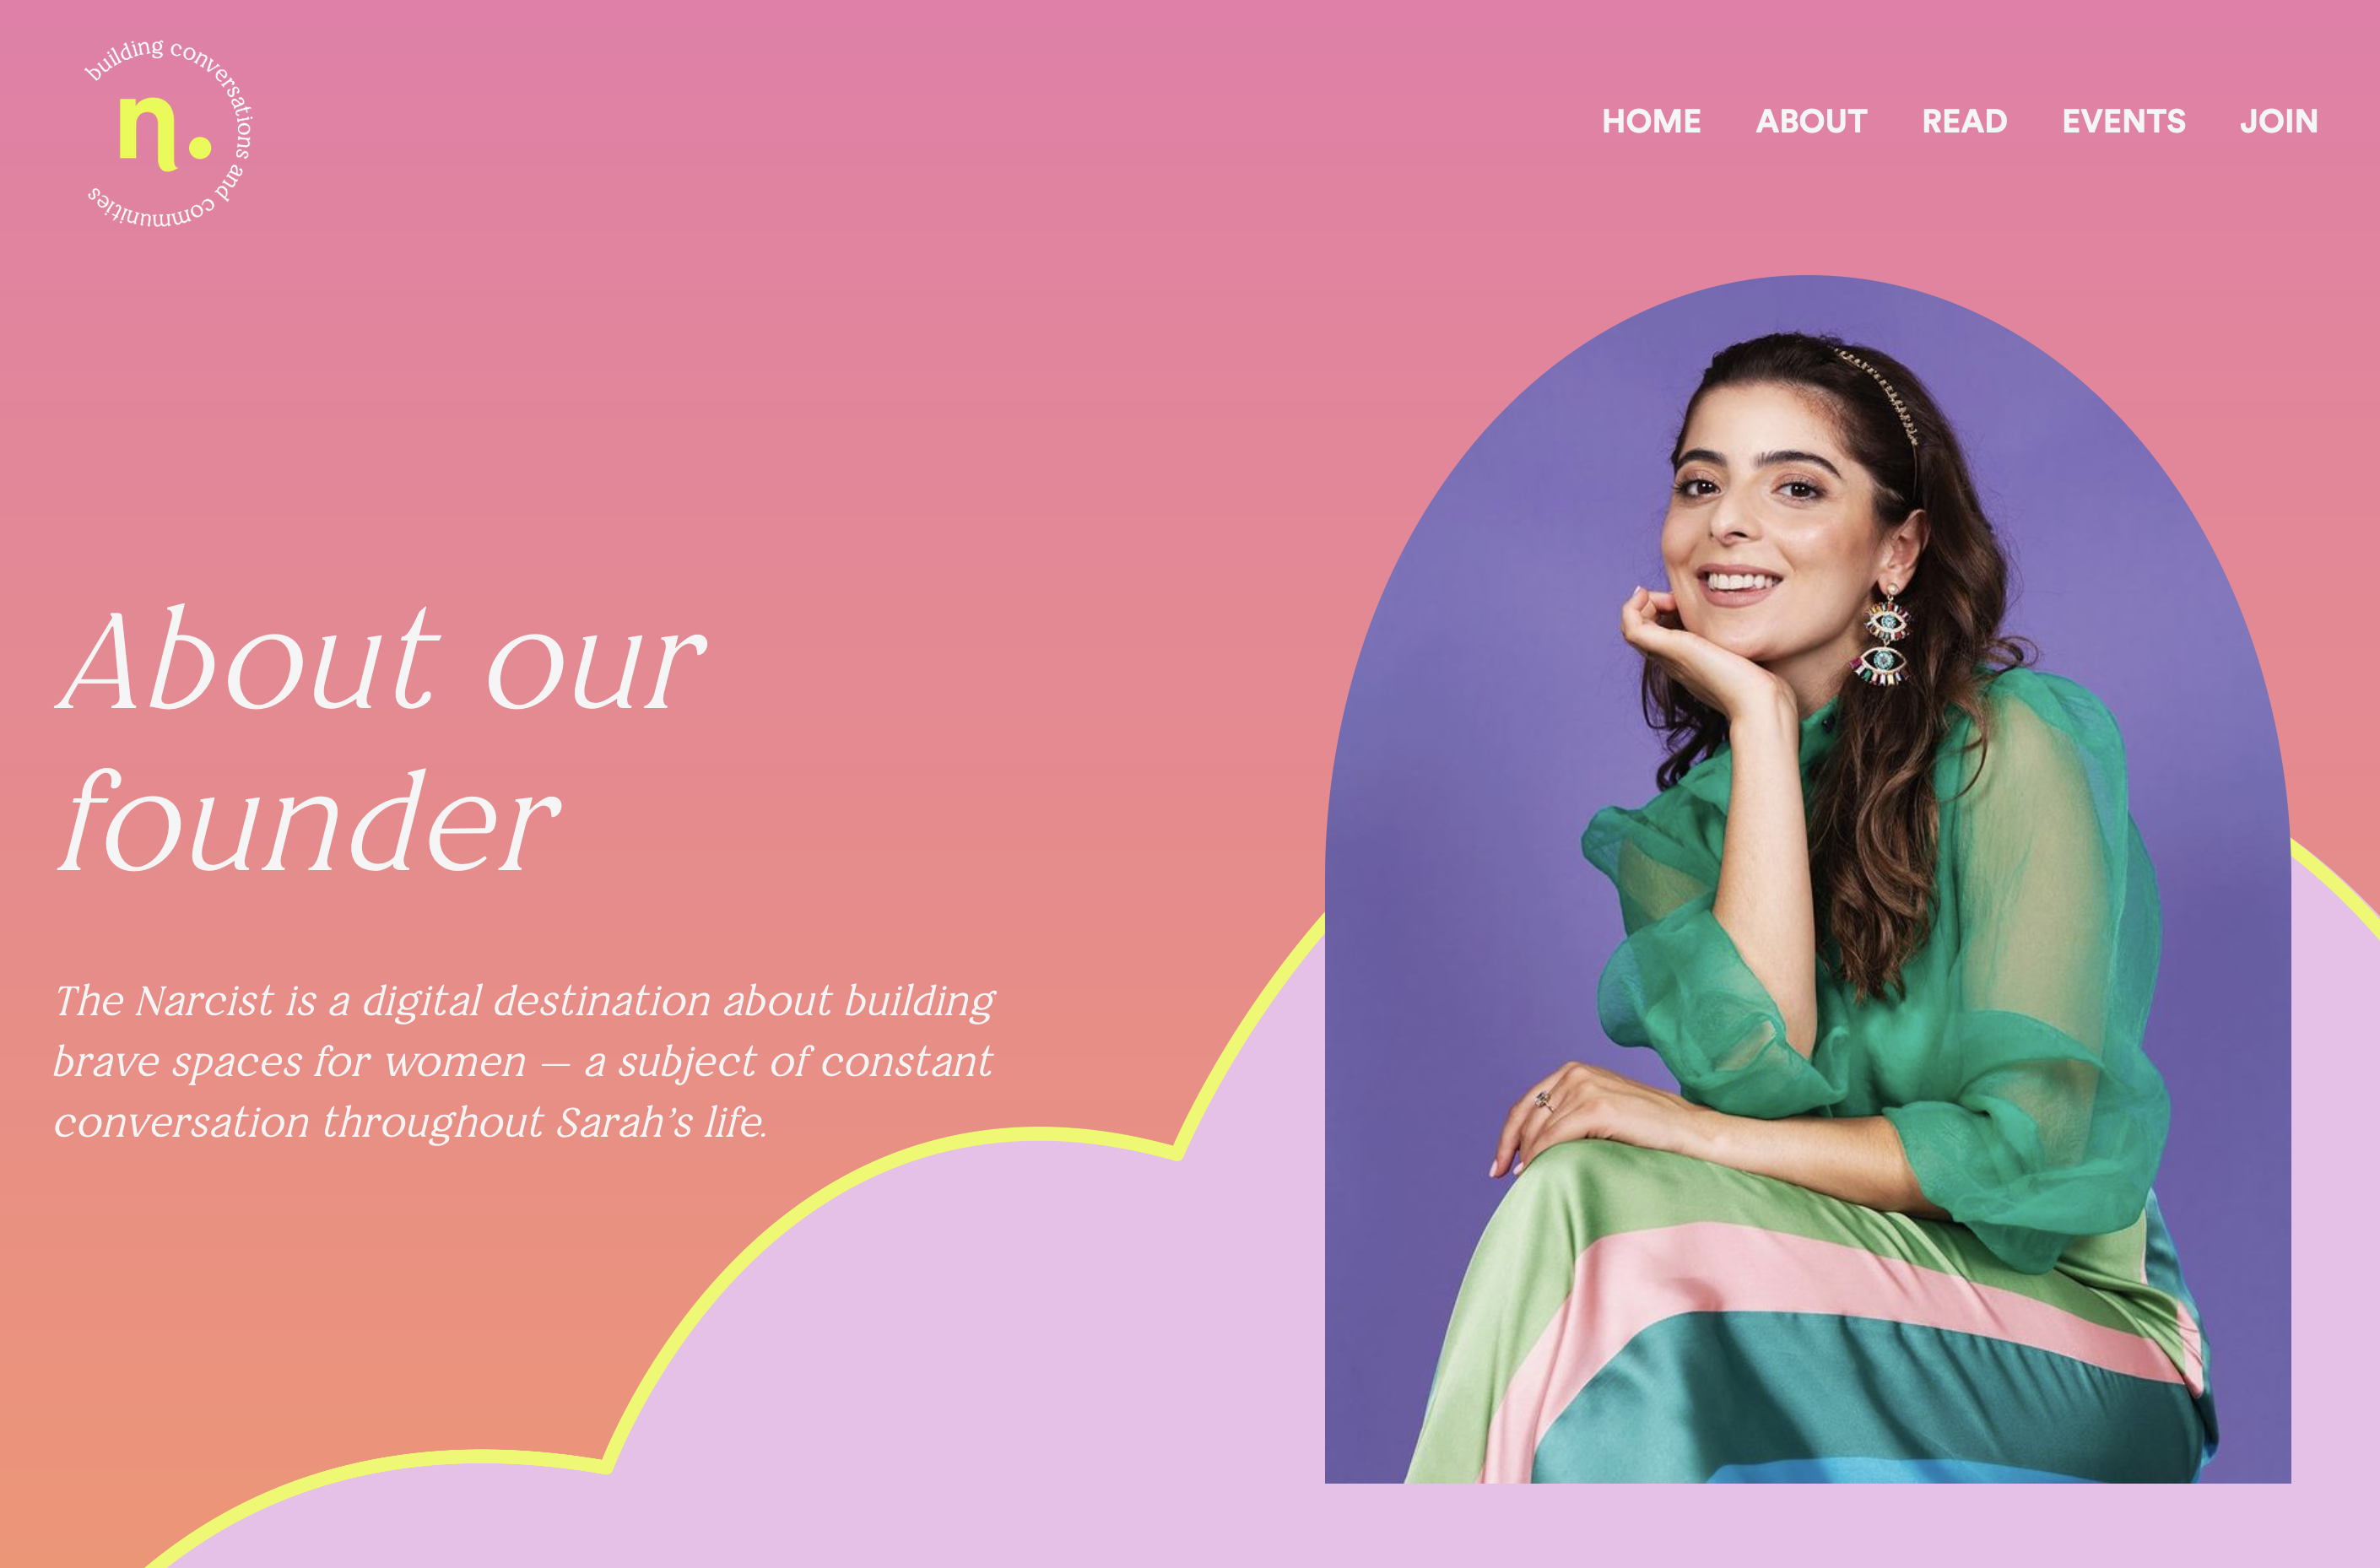 building conversations and communities
n.
HOME ABOUT READ EVENTS JOIN
About our
founder
The Narcist is a digital destination about building
brave spaces for women — a subject of constant
conversation throughout Sarah’s life.